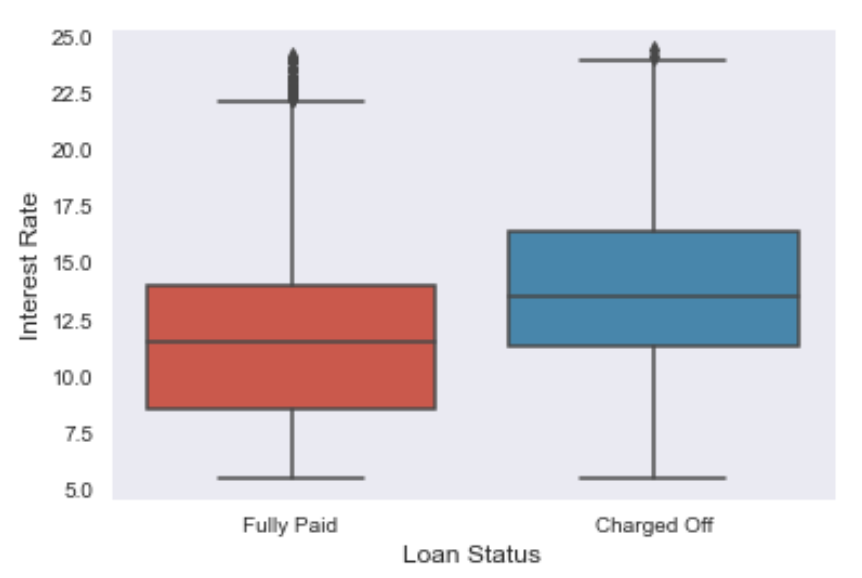 25.0
22.5
20.0
17.5
15.0
12.5
10.0
7.5
5.0
Interest Rate
Fully Paid
Charged Off
Loan Status